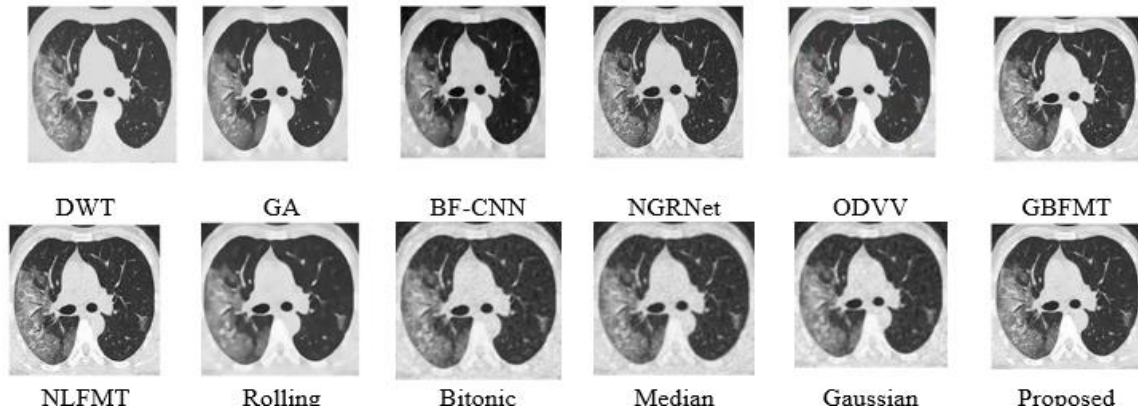 DWT GA BF-CNN NGRNet ODVV GBFMT
NLFMT Rolling Bitonic Median Gaussian Proposed